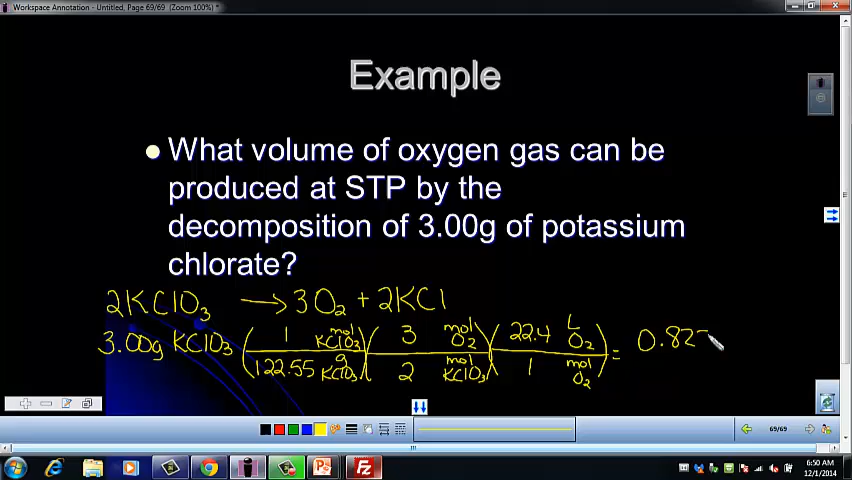 Workspace Annotation - Untitled, Page 69/69 (Zoom 100%) *
Example
What volume of oxygen gas can be
produced at STP by the
decomposition of 3.00g of potassium
chlorate?
2KClO₃ → 3O₂ + 2KCl
3.00g KClO₃ (1 mol KClO₃ / 122.55 g KClO₃)(3 mol O₂ / 2 mol KClO₃)(22.4 L O₂ / 1 mol O₂) = 0.82
69/69
6:50 AM
12/1/2014